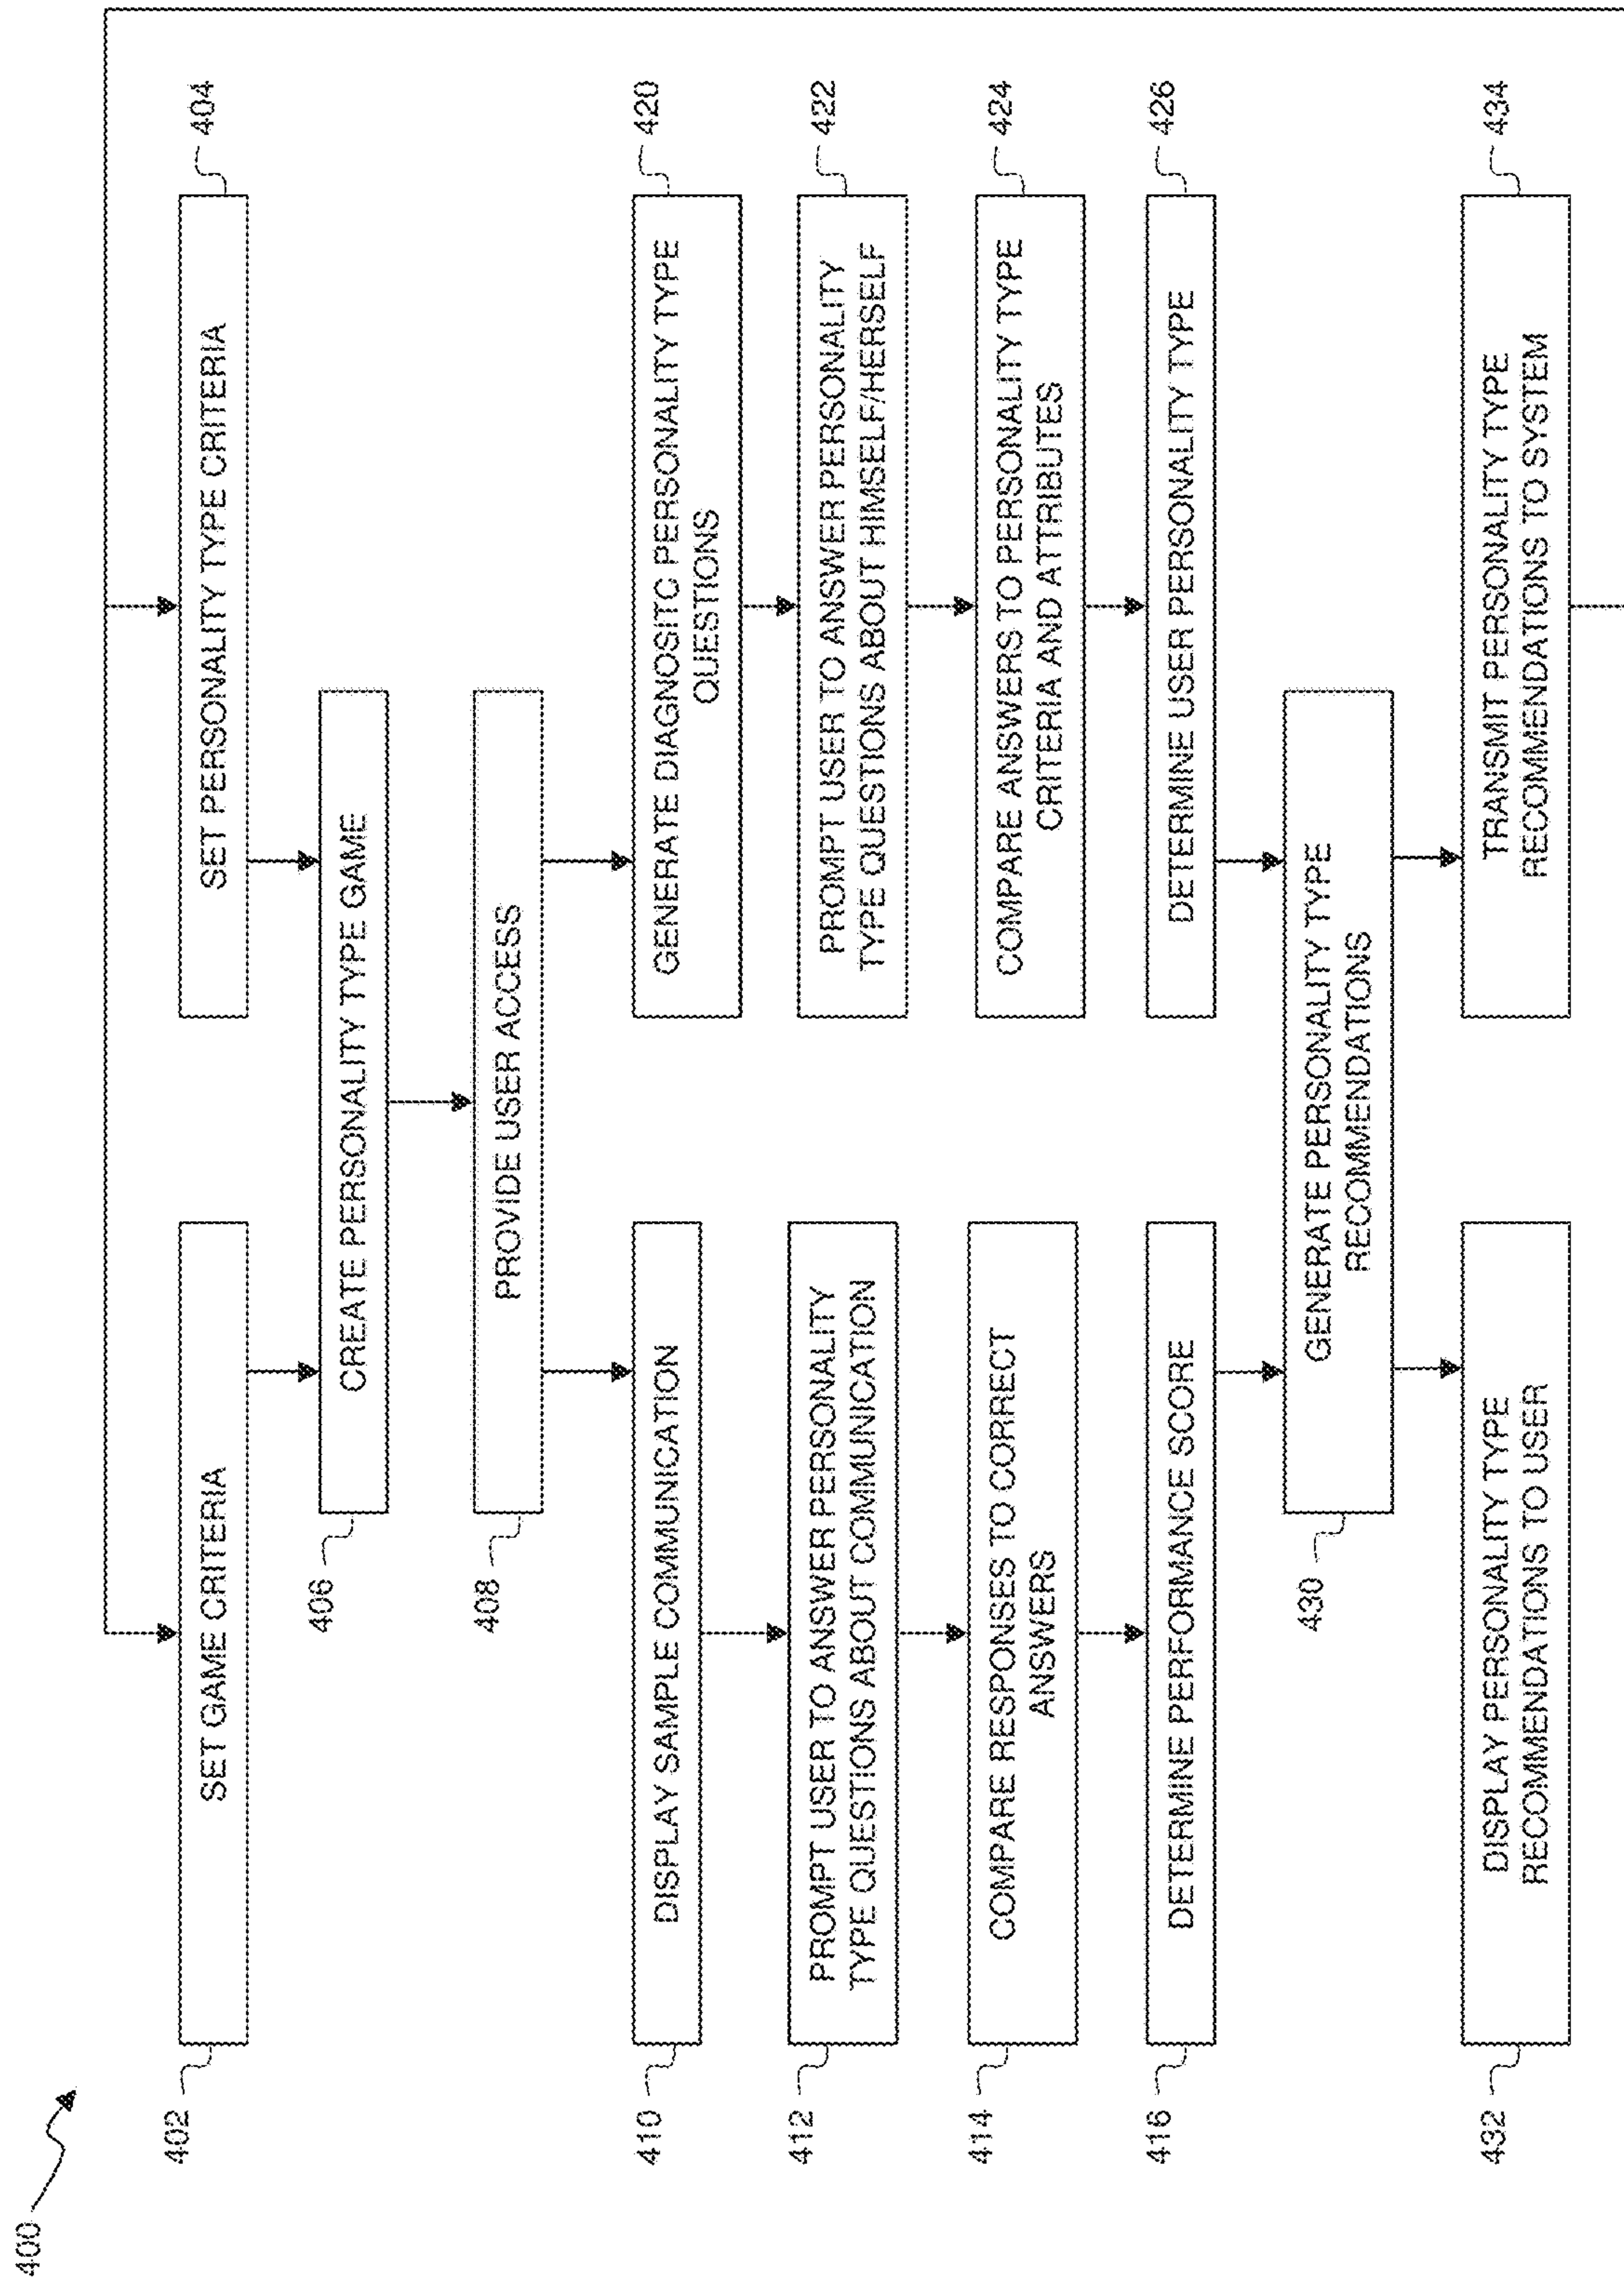 400
402
SET GAME CRITERIA
SET PERSONALITY TYPE CRITERIA
404
406
CREATE PERSONALITY TYPE GAME
408
PROVIDE USER ACCESS
410
DISPLAY SAMPLE COMMUNICATION
412
PROMPT USER TO ANSWER PERSONALITY
TYPE QUESTIONS ABOUT COMMUNICATION
414
COMPARE RESPONSES TO CORRECT
ANSWERS
416
DETERMINE PERFORMANCE SCORE
GENERATE DIAGNOSITC PERSONALITY TYPE
QUESTIONS
420
PROMPT USER TO ANSWER PERSONALITY
TYPE QUESTIONS ABOUT HIMSELF/HERSELF
422
COMPARE ANSWERS TO PERSONALITY TYPE
CRITERIA AND ATTRIBUTES
424
DETERMINE USER PERSONALITY TYPE
426
430
GENERATE PERSONALITY TYPE
RECOMMENDATIONS
432
DISPLAY PERSONALITY TYPE
RECOMMENDATIONS TO USER
TRANSMIT PERSONALITY TYPE
RECOMMENDATIONS TO SYSTEM
434